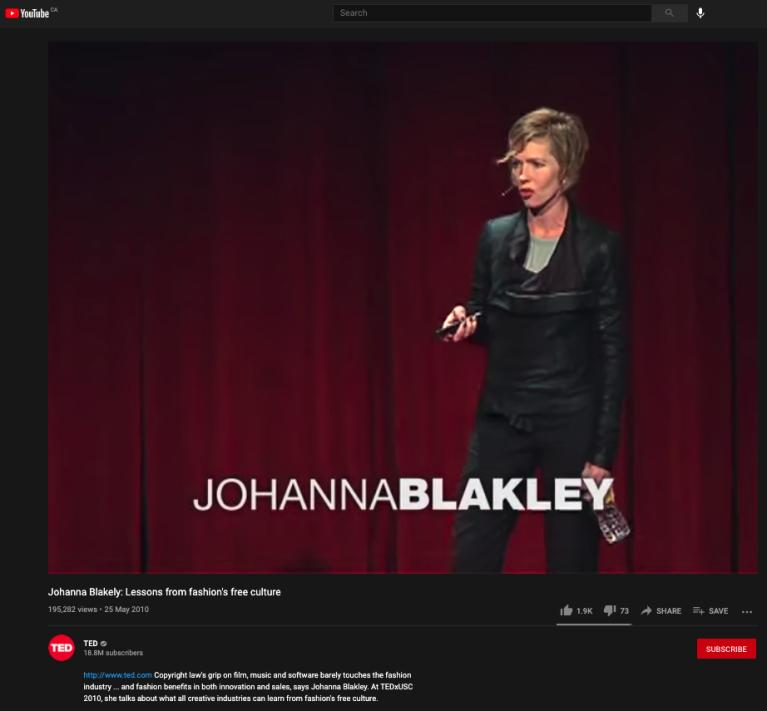 YouTube CA
Search
JOHANNABLAKLEY
Johanna Blakely: Lessons from fashion's free culture
195,282 views • 25 May 2010
1.9K 73 SHARE SAVE ...
TED
TED
18.8M subscribers
SUBSCRIBE
http://www.ted.com Copyright law's grip on film, music and software barely touches the fashion
industry ... and fashion benefits in both innovation and sales, says Johanna Blakley. At TEDxUSC
2010, she talks about what all creative industries can learn from fashion's free culture.